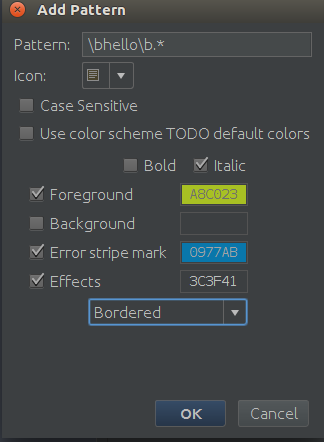 Add Pattern
Pattern: \bhello\b.*
Icon:
Case Sensitive
Use color scheme TODO default colors
Bold Italic
Foreground A8C023
Background
Error stripe mark 0977AB
Effects 3C3F41
Bordered
OK Cancel